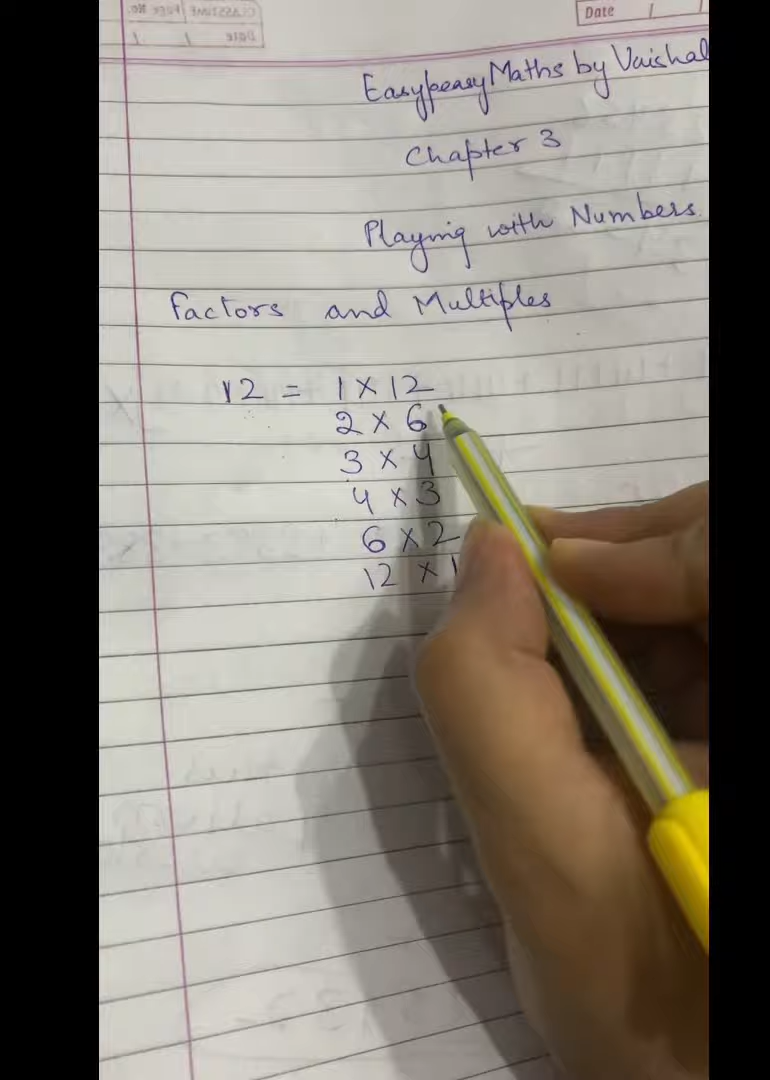 Date
EasypeasyMaths by Vaishal
Chapter 3
Playing with Numbers.
Factors and Multiples
12 = 1 × 12
2 × 6
3 × 4
4 × 3
6 × 2
12 × 1